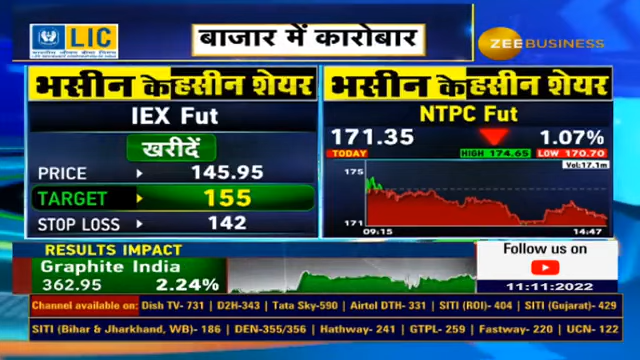 LIC
बाजार में कारोबार
ZEE BUSINESS
भसीन के हसीन शेयर
IEX Fut
खरीदें
PRICE 145.95
TARGET 155
STOP LOSS 142
भसीन के हसीन शेयर
NTPC Fut
171.35 1.07%
TODAY HIGH 174.65 LOW 170.70
Vol:17.1m
175
171
09:15 14:47
RESULTS IMPACT
Graphite India
362.95 2.24%
Follow us on
11:11:2022
Channel available on: Dish TV- 731 | D2H-343 | Tata Sky-590 | Airtel DTH- 331 | SITI (ROI)- 404 | SITI (Gujarat)- 429
SITI (Bihar & Jharkhand, WB)- 186 | DEN-355/356 | Hathway- 241 | GTPL- 259 | Fastway- 220 | UCN- 122